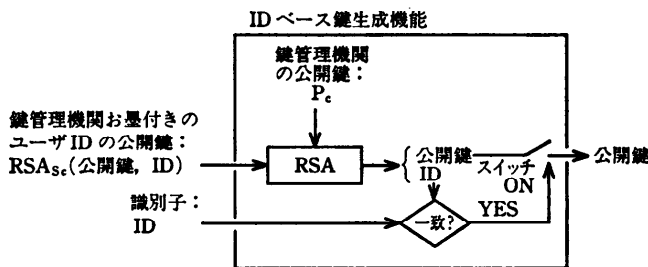 IDベース鍵生成機能
鍵管理機関
の公開鍵：
Pc
鍵管理機関お墨付きの
ユーザIDの公開鍵：
RSASc(公開鍵, ID)
RSA
公開鍵
ID
スイッチ
ON
公開鍵
識別子：
ID
一致?
YES